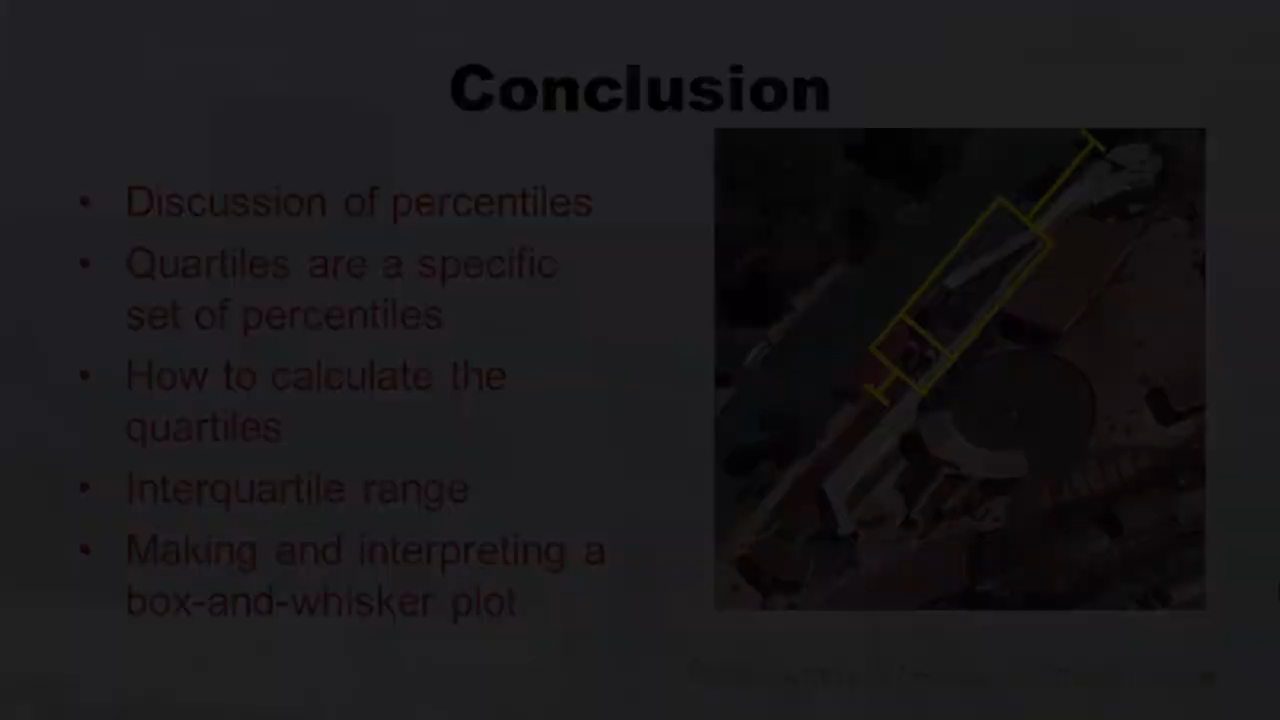 Conclusion
• Discussion of percentiles
• Quartiles are a specific
set of percentiles
• How to calculate the
quartiles
• Interquartile range
• Making and interpreting a
box-and-whisker plot